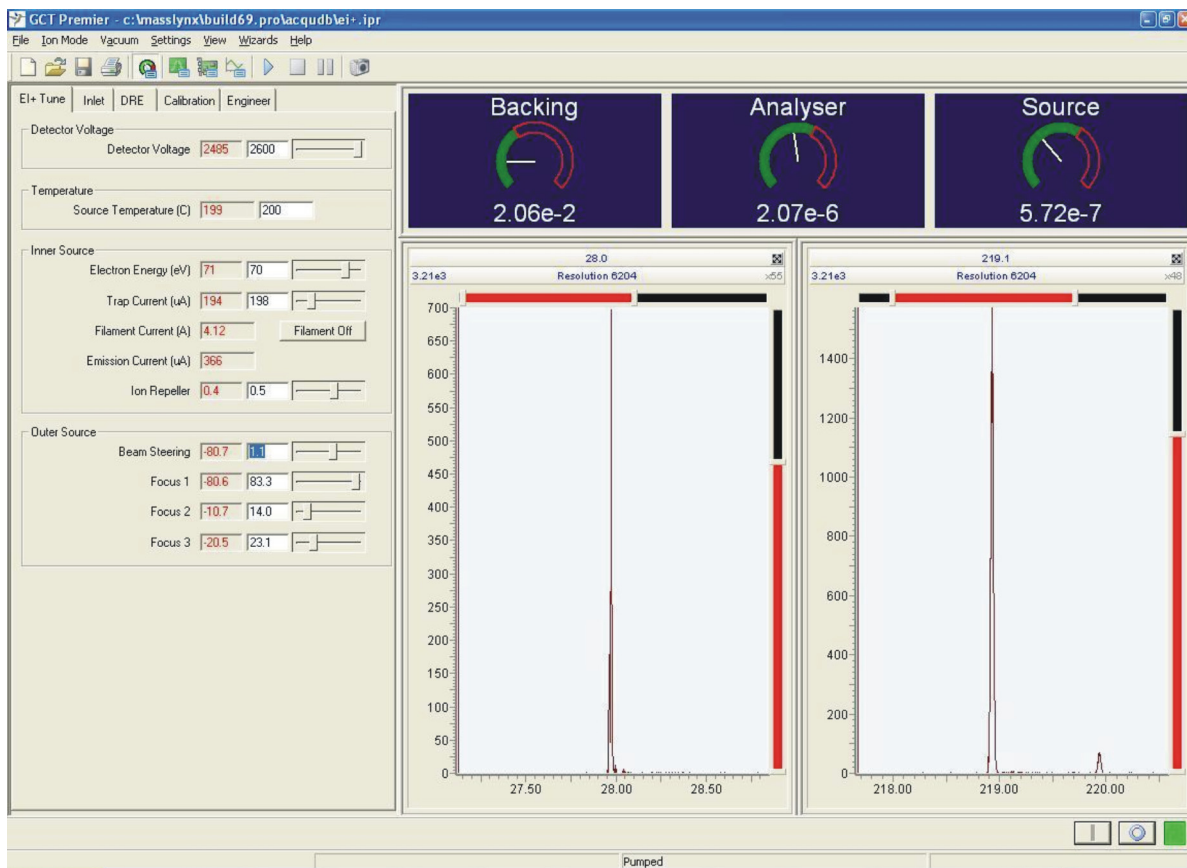 GCT Premier - c:\masslynx\build69.pro\acqudb\ei+.ipr
File Ion Mode Vacuum Settings View Wizards Help
EI+ Tune Inlet DRE Calibration Engineer
Detector Voltage
Detector Voltage 2485 2600
Temperature
Source Temperature (C) 199 200
Inner Source
Electron Energy (eV) 71 70
Trap Current (uA) 194 198
Filament Current (A) 4.12 Filament Off
Emission Current (uA) 366
Ion Repeller 0.4 0.5
Outer Source
Beam Steering -80.7 1.1
Focus 1 -80.6 83.3
Focus 2 -10.7 14.0
Focus 3 -20.5 23.1
Backing Analyser Source
2.06e-2 2.07e-6 5.72e-7
28.0
3.21e3 Resolution 6204 x55
700
650
600
550
500
450
400
350
300
250
200
150
100
50
0
27.50 28.00 28.50
219.1
3.21e3 Resolution 6204 x48
1400
1200
1000
800
600
400
200
0
218.00 219.00 220.00
Pumped